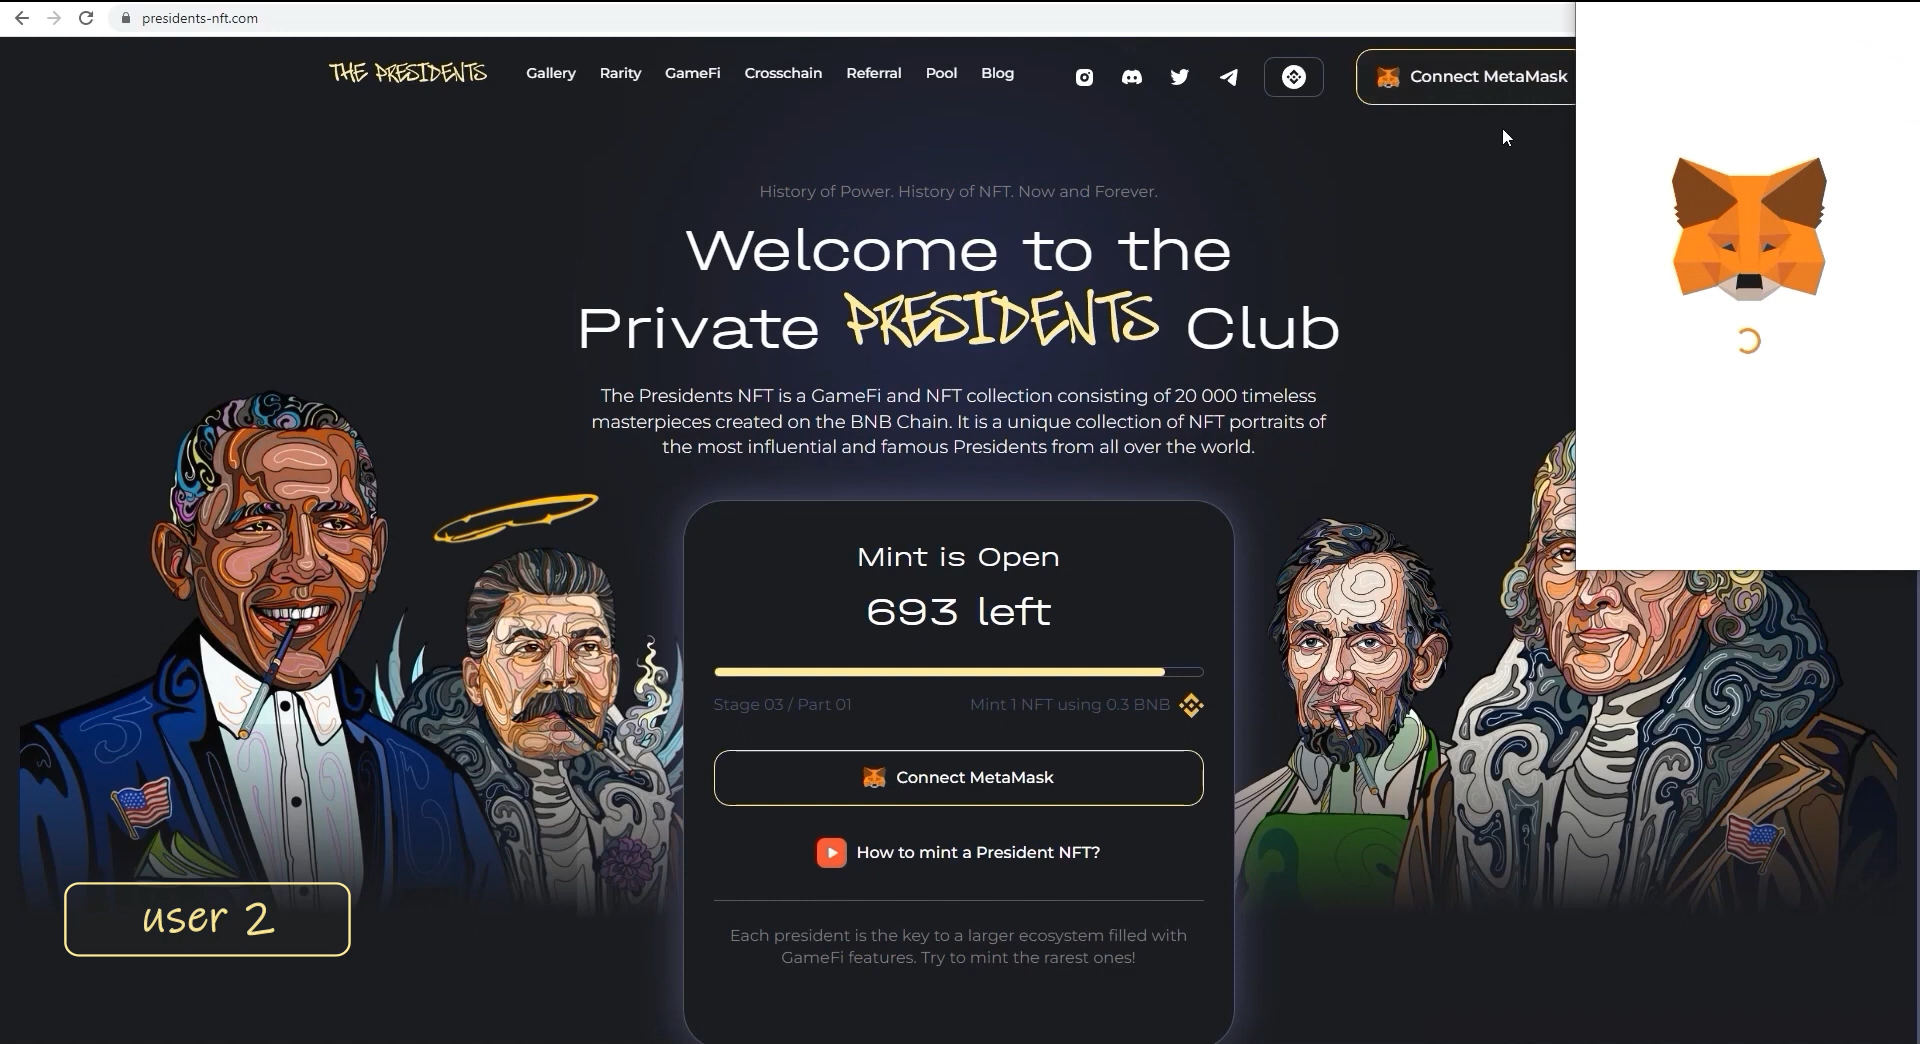 presidents-nft.com
THE PRESIDENTS
Gallery Rarity GameFi Crosschain Referral Pool Blog
Connect MetaMask
History of Power. History of NFT. Now and Forever.
Welcome to the
Private PRESIDENTS Club
The Presidents NFT is a GameFi and NFT collection consisting of 20 000 timeless
masterpieces created on the BNB Chain. It is a unique collection of NFT portraits of
the most influential and famous Presidents from all over the world.
Mint is Open
693 left
Stage 03 / Part 01 Mint 1 NFT using 0.3 BNB
Connect MetaMask
How to mint a President NFT?
Each president is the key to a larger ecosystem filled with
GameFi features. Try to mint the rarest ones!
user 2